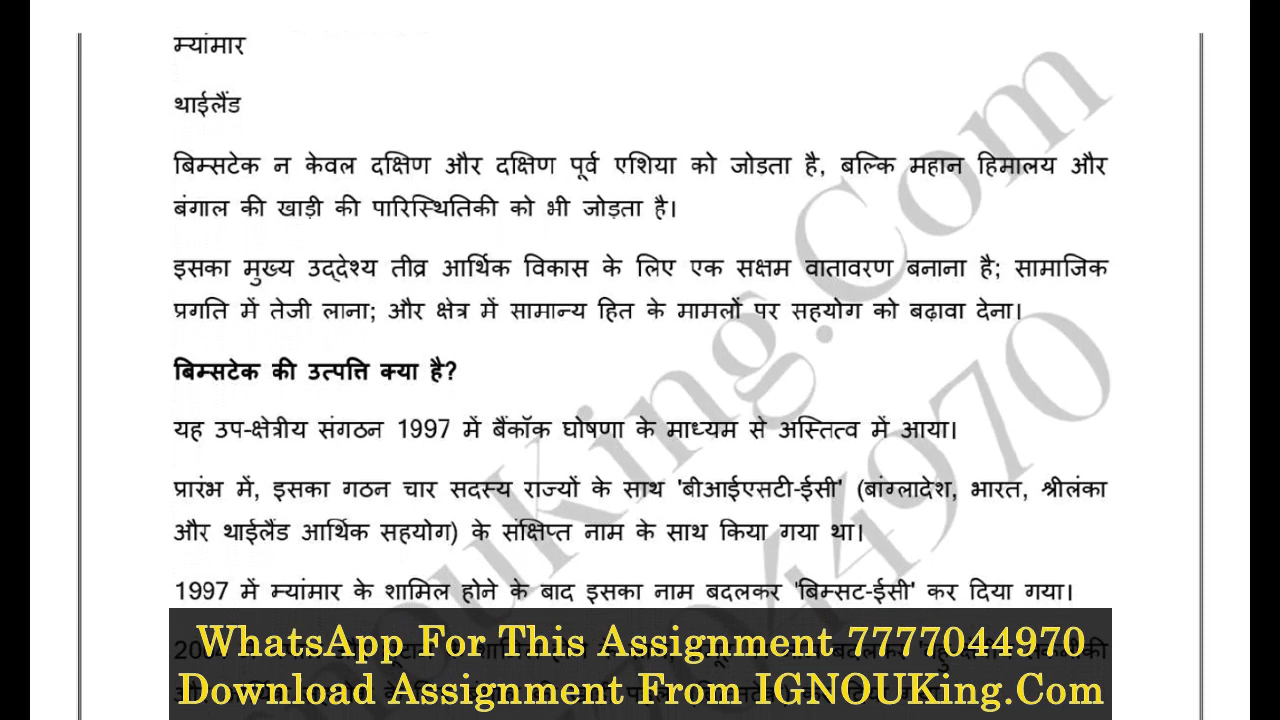 म्यांमार
थाईलैंड
बिम्सटेक न केवल दक्षिण और दक्षिण पूर्व एशिया को जोडता है, बल्कि महान हिमालय और
बंगाल की खाड़ी की पारिस्थितिकी को भी जोड़ता है।
इसका मुख्य उद्देश्य तीव्र आर्थिक विकास के लिए एक सक्षम वातावरण बनाना है; सामाजिक
प्रगति में तेजी लाना; और क्षेत्र में सामान्य हित के मामलों पर सहयोग को बढ़ावा देना।
बिम्सटेक की उत्पत्ति क्या है?
यह उप-क्षेत्रीय संगठन 1997 में बैंकॉक घोषणा के माध्यम से अस्तित्व में आया।
प्रारंभ में, इसका गठन चार सदस्य राज्यों के साथ 'बीआईएसटी-ईसी' (बांग्लादेश, भारत, श्रीलंका
और थाईलैंड आर्थिक सहयोग) के संक्षिप्त नाम के साथ किया गया था।
1997 में म्यांमार के शामिल होने के बाद इसका नाम बदलकर 'बिम्सट-ईसी' कर दिया गया।
WhatsApp For This Assignment 7777044970
Download Assignment From IGNOUKing.Com